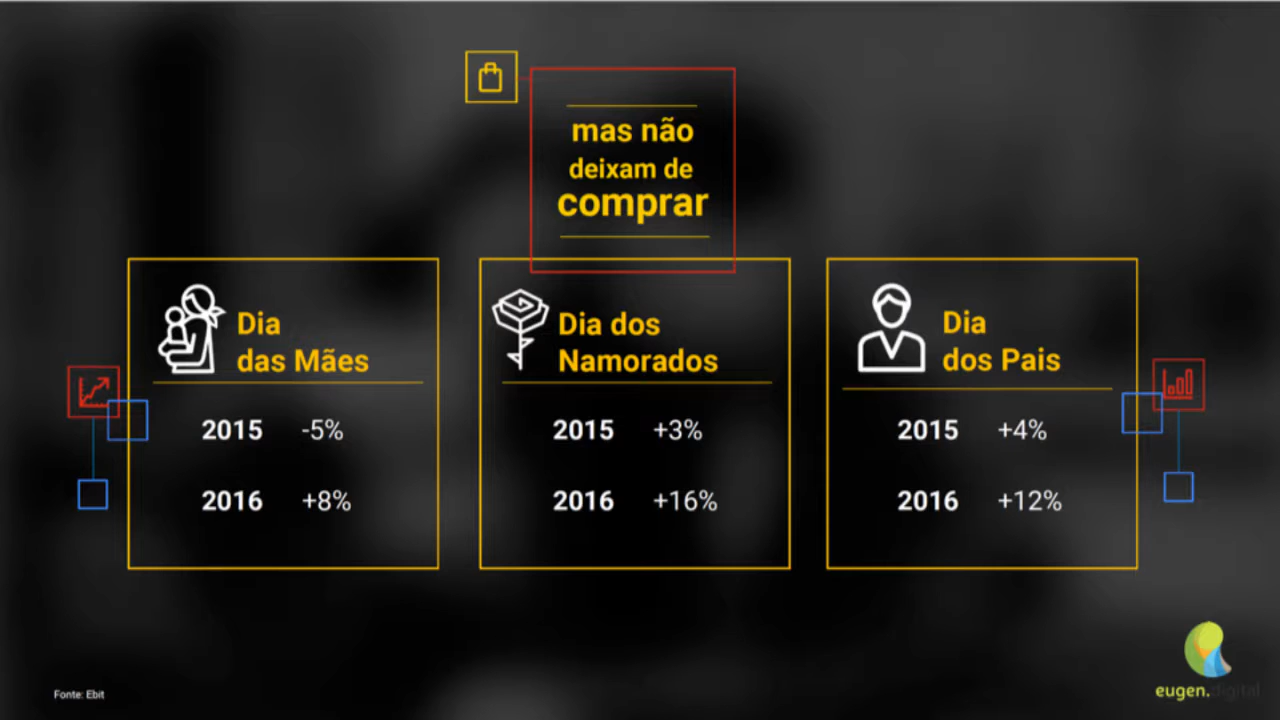 mas não
deixam de
comprar
Dia
das Mães
2015 -5%
2016 +8%
Dia dos
Namorados
2015 +3%
2016 +16%
Dia
dos Pais
2015 +4%
2016 +12%
Fonte: Ebit
eugen.digital